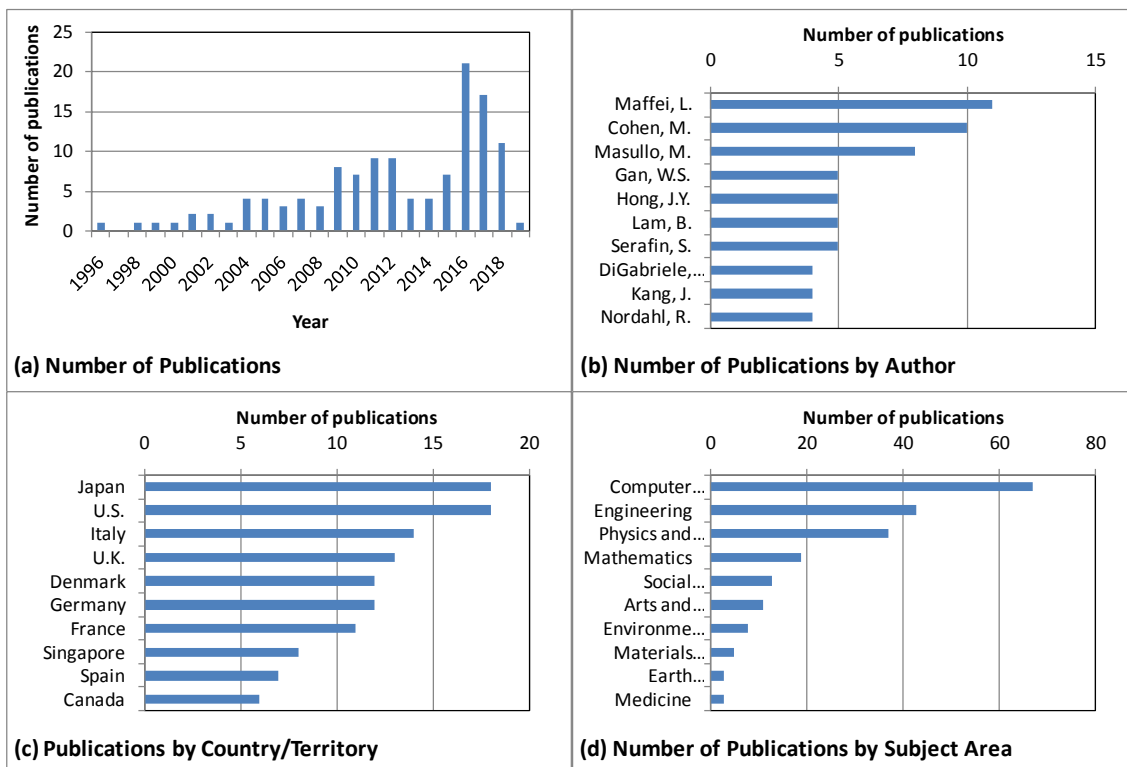 25
20
15
10
5
0
Number of publications
1996
1998
2000
2002
2004
2006
2008
2010
2012
2014
2016
2018
Year
(a) Number of Publications
Number of publications
0 5 10 15
Maffei, L.
Cohen, M.
Masullo, M.
Gan, W.S.
Hong, J.Y.
Lam, B.
Serafin, S.
DiGabriele,...
Kang, J.
Nordahl, R.
(b) Number of Publications by Author
Number of publications
0 5 10 15 20
Japan
U.S.
Italy
U.K.
Denmark
Germany
France
Singapore
Spain
Canada
(c) Publications by Country/Territory
Number of publications
0 20 40 60 80
Computer...
Engineering
Physics and...
Mathematics
Social...
Arts and...
Environme...
Materials...
Earth...
Medicine
(d) Number of Publications by Subject Area